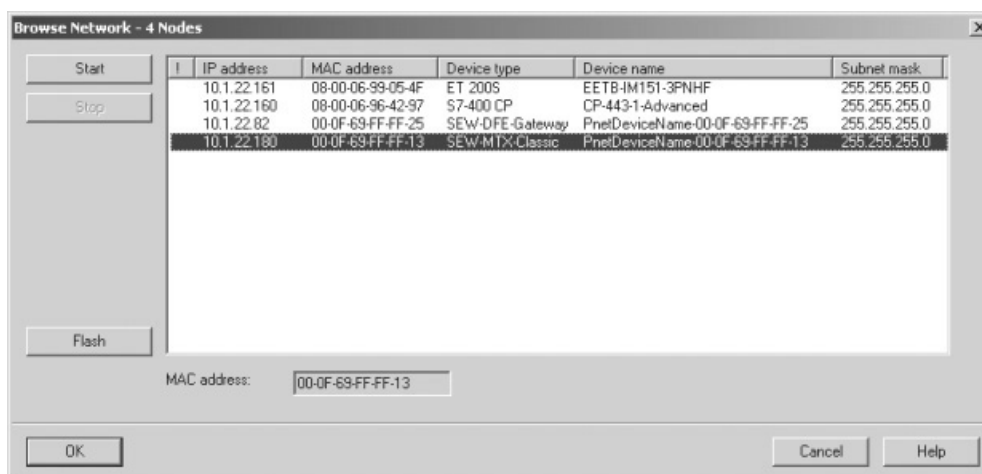 Browse Network - 4 Nodes
Start
Stop
Flash
! IP address MAC address Device type Device name Subnet mask
10.1.22.161 08-00-06-99-05-4F ET 200S EETB-IM151-3PNHF 255.255.255.0
10.1.22.160 08-00-06-96-42-97 S7-400 CP CP-443-1-Advanced 255.255.255.0
10.1.22.82 00-0F-69-FF-FF-25 SEW-DFE-Gateway PnetDeviceName-00-0F-69-FF-FF-25 255.255.255.0
10.1.22.180 00-0F-69-FF-FF-13 SEW-MTX-Classic PnetDeviceName-00-0F-69-FF-FF-13 255.255.255.0
MAC address: 00-0F-69-FF-FF-13
OK Cancel Help